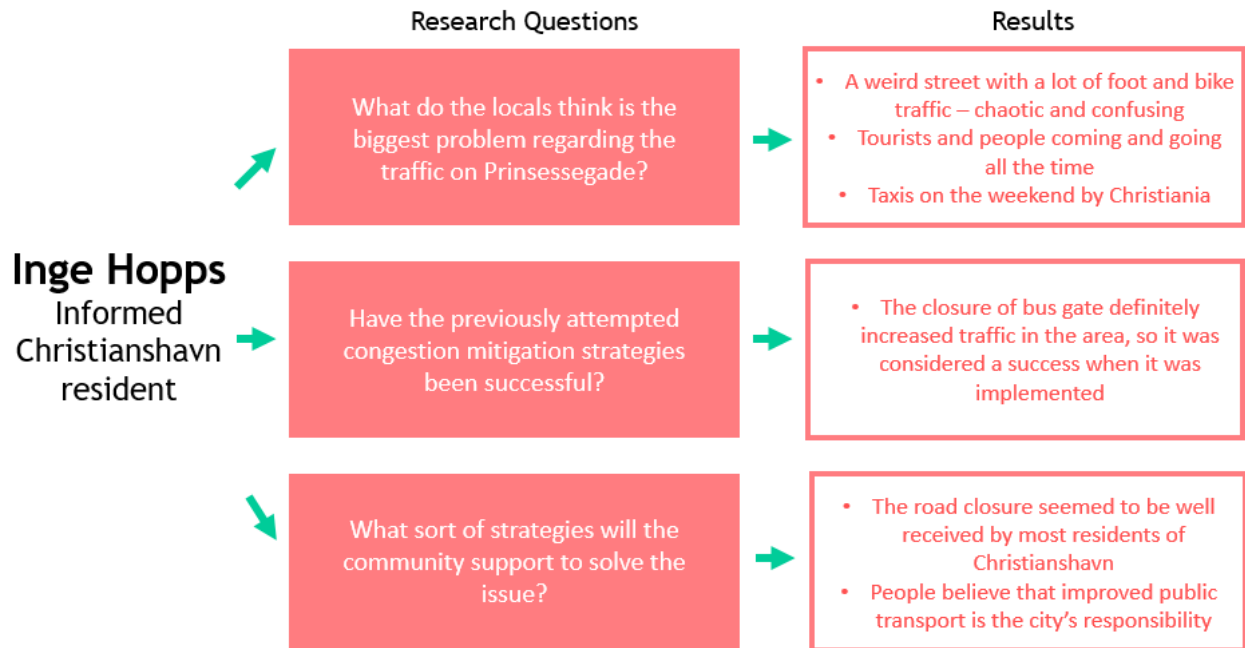 Research Questions
Results
Inge Hopps
Informed
Christianshavn
resident
What do the locals think is the
biggest problem regarding the
traffic on Prinsessegade?
• A weird street with a lot of foot and bike
traffic – chaotic and confusing
• Tourists and people coming and going
all the time
• Taxis on the weekend by Christiania
Have the previously attempted
congestion mitigation strategies
been successful?
• The closure of bus gate definitely
increased traffic in the area, so it was
considered a success when it was
implemented
What sort of strategies will the
community support to solve the
issue?
• The road closure seemed to be well
received by most residents of
Christianshavn
• People believe that improved public
transport is the city’s responsibility